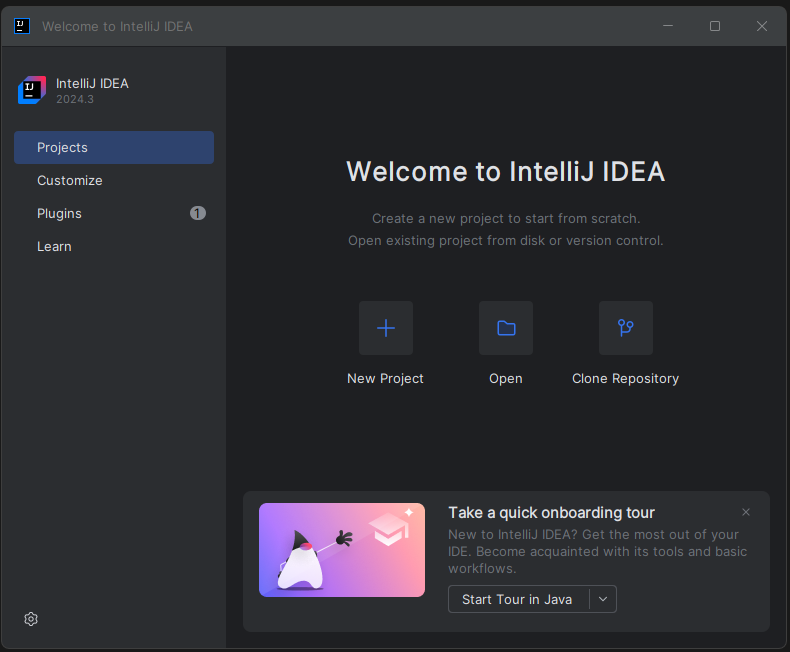 Welcome to IntelliJ IDEA
IntelliJ IDEA
2024.3
Projects
Customize
Plugins 1
Learn
Welcome to IntelliJ IDEA
Create a new project to start from scratch.
Open existing project from disk or version control.
New Project
Open
Clone Repository
Take a quick onboarding tour
New to IntelliJ IDEA? Get the most out of your
IDE. Become acquainted with its tools and basic
workflows.
Start Tour in Java